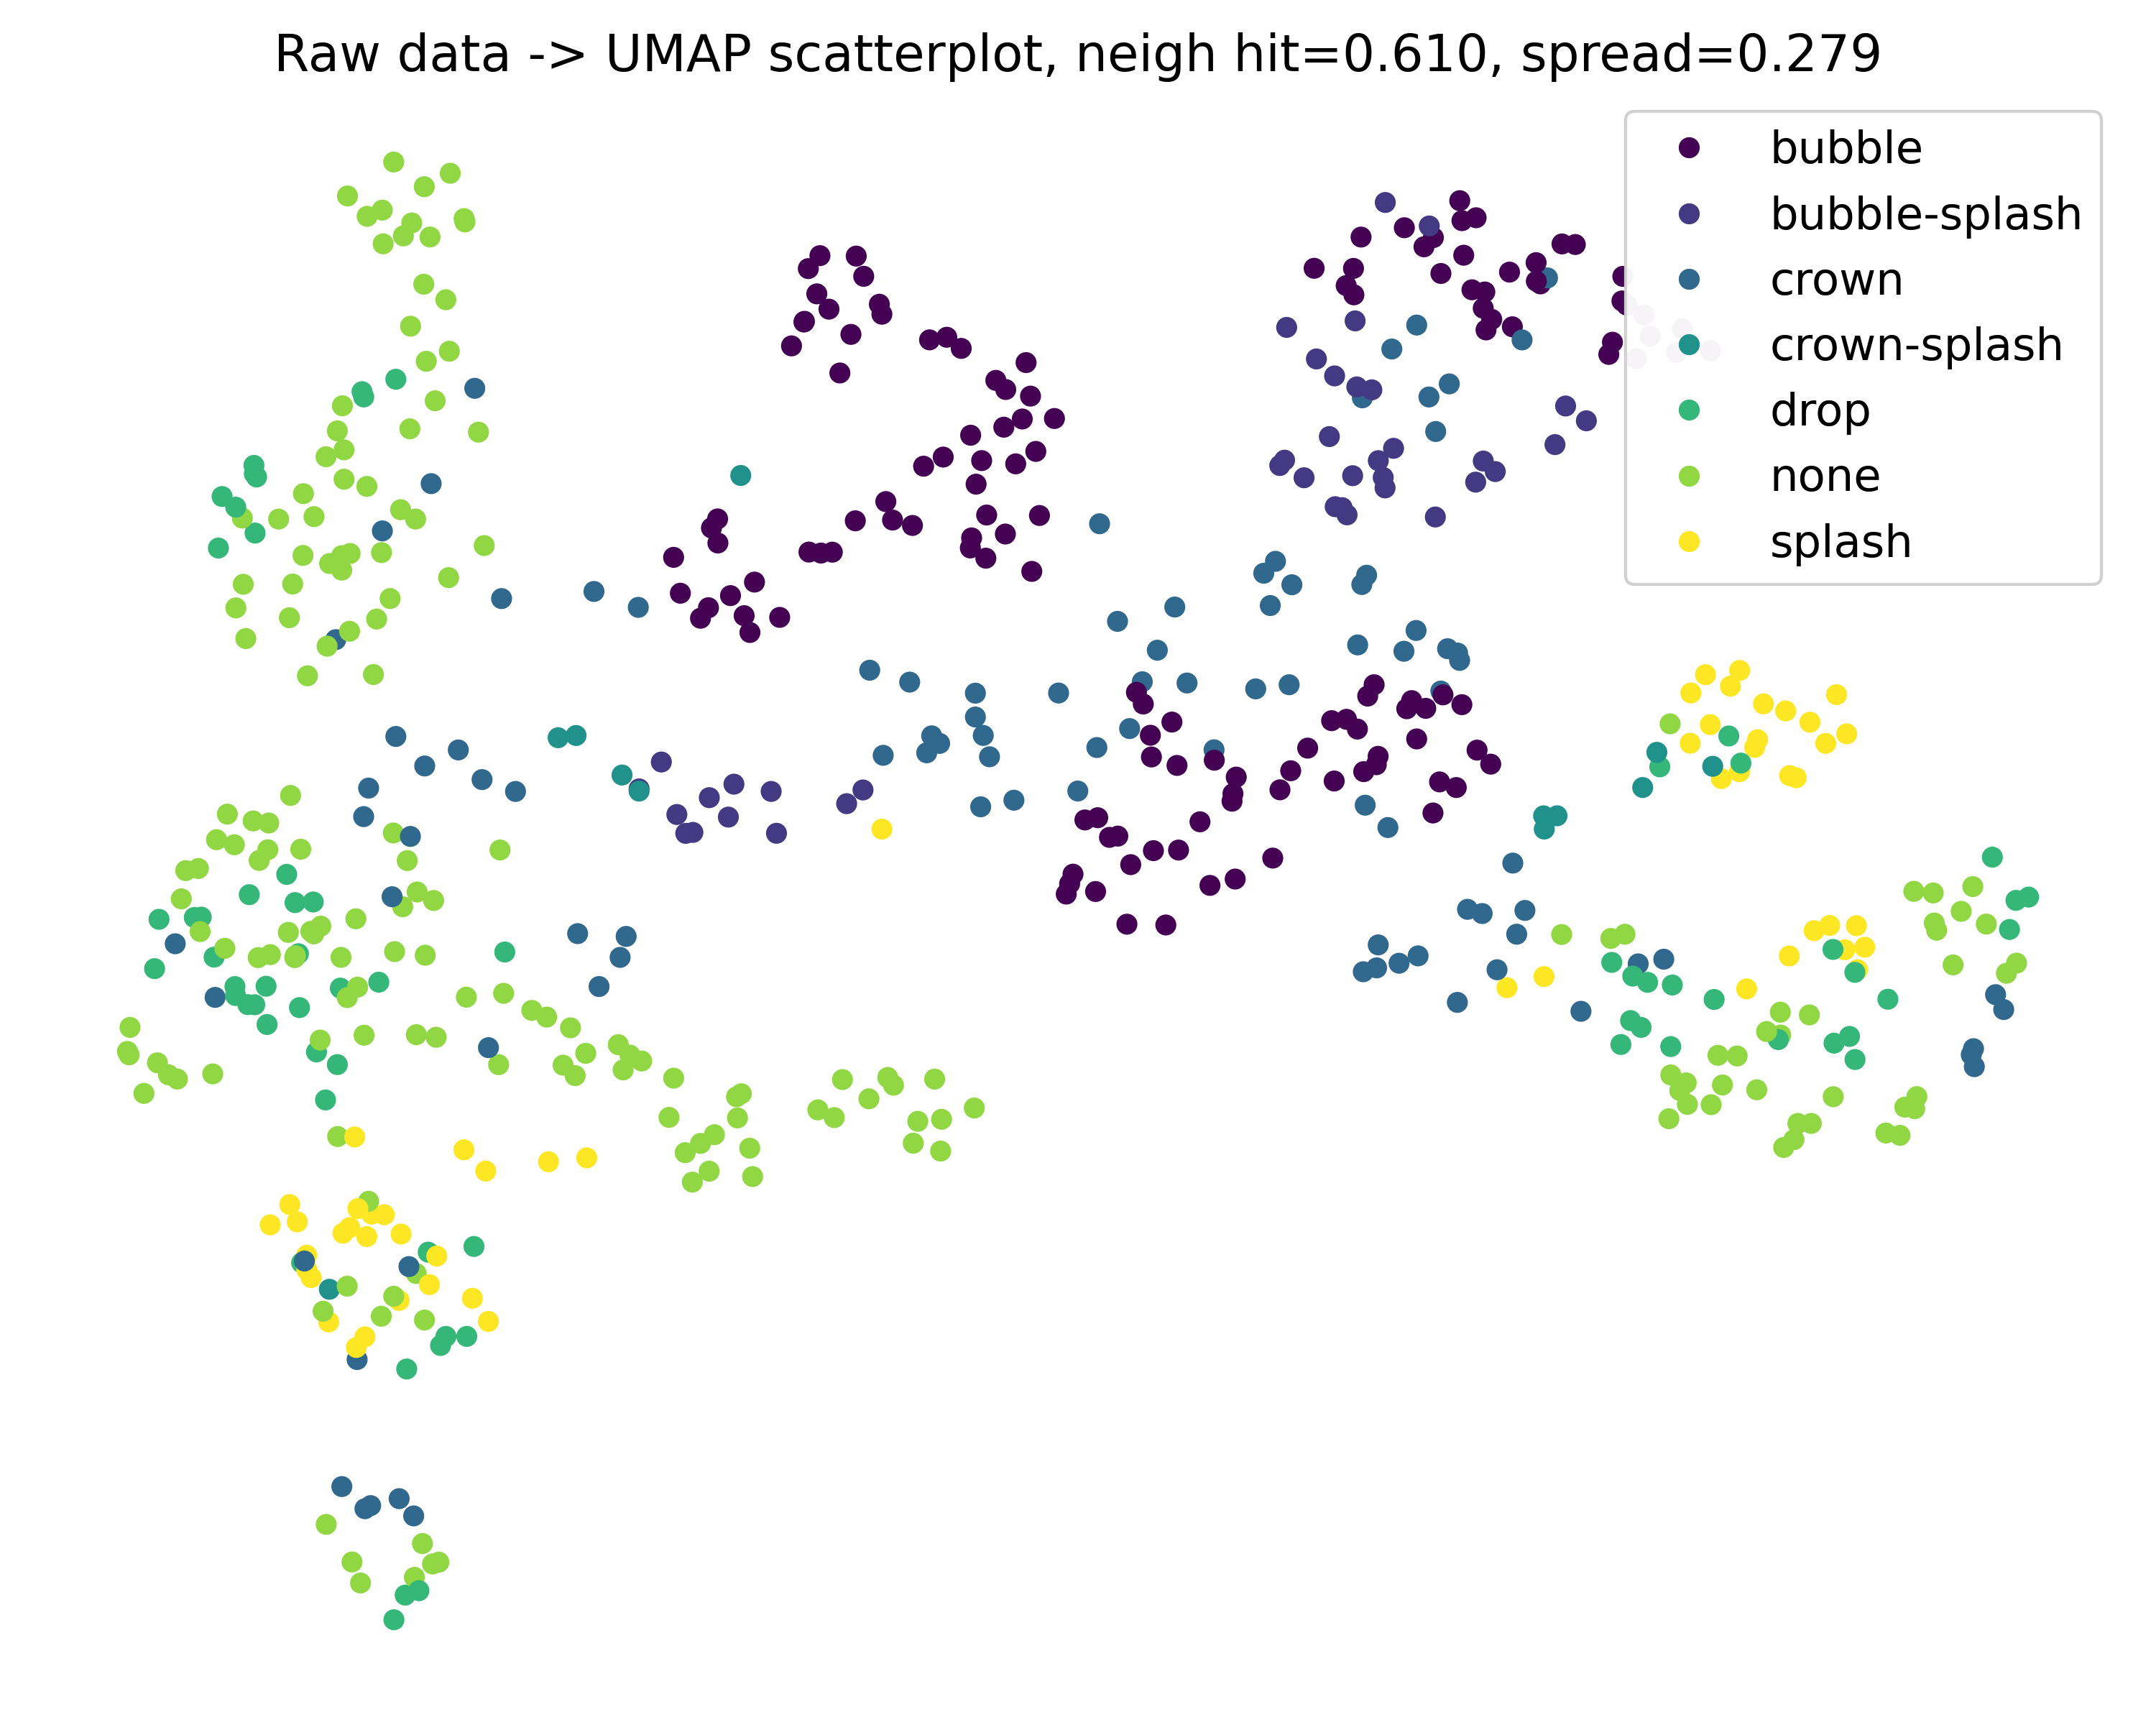 Raw data -> UMAP scatterplot, neigh hit=0.610, spread=0.279
bubble
bubble-splash
crown
crown-splash
drop
none
splash